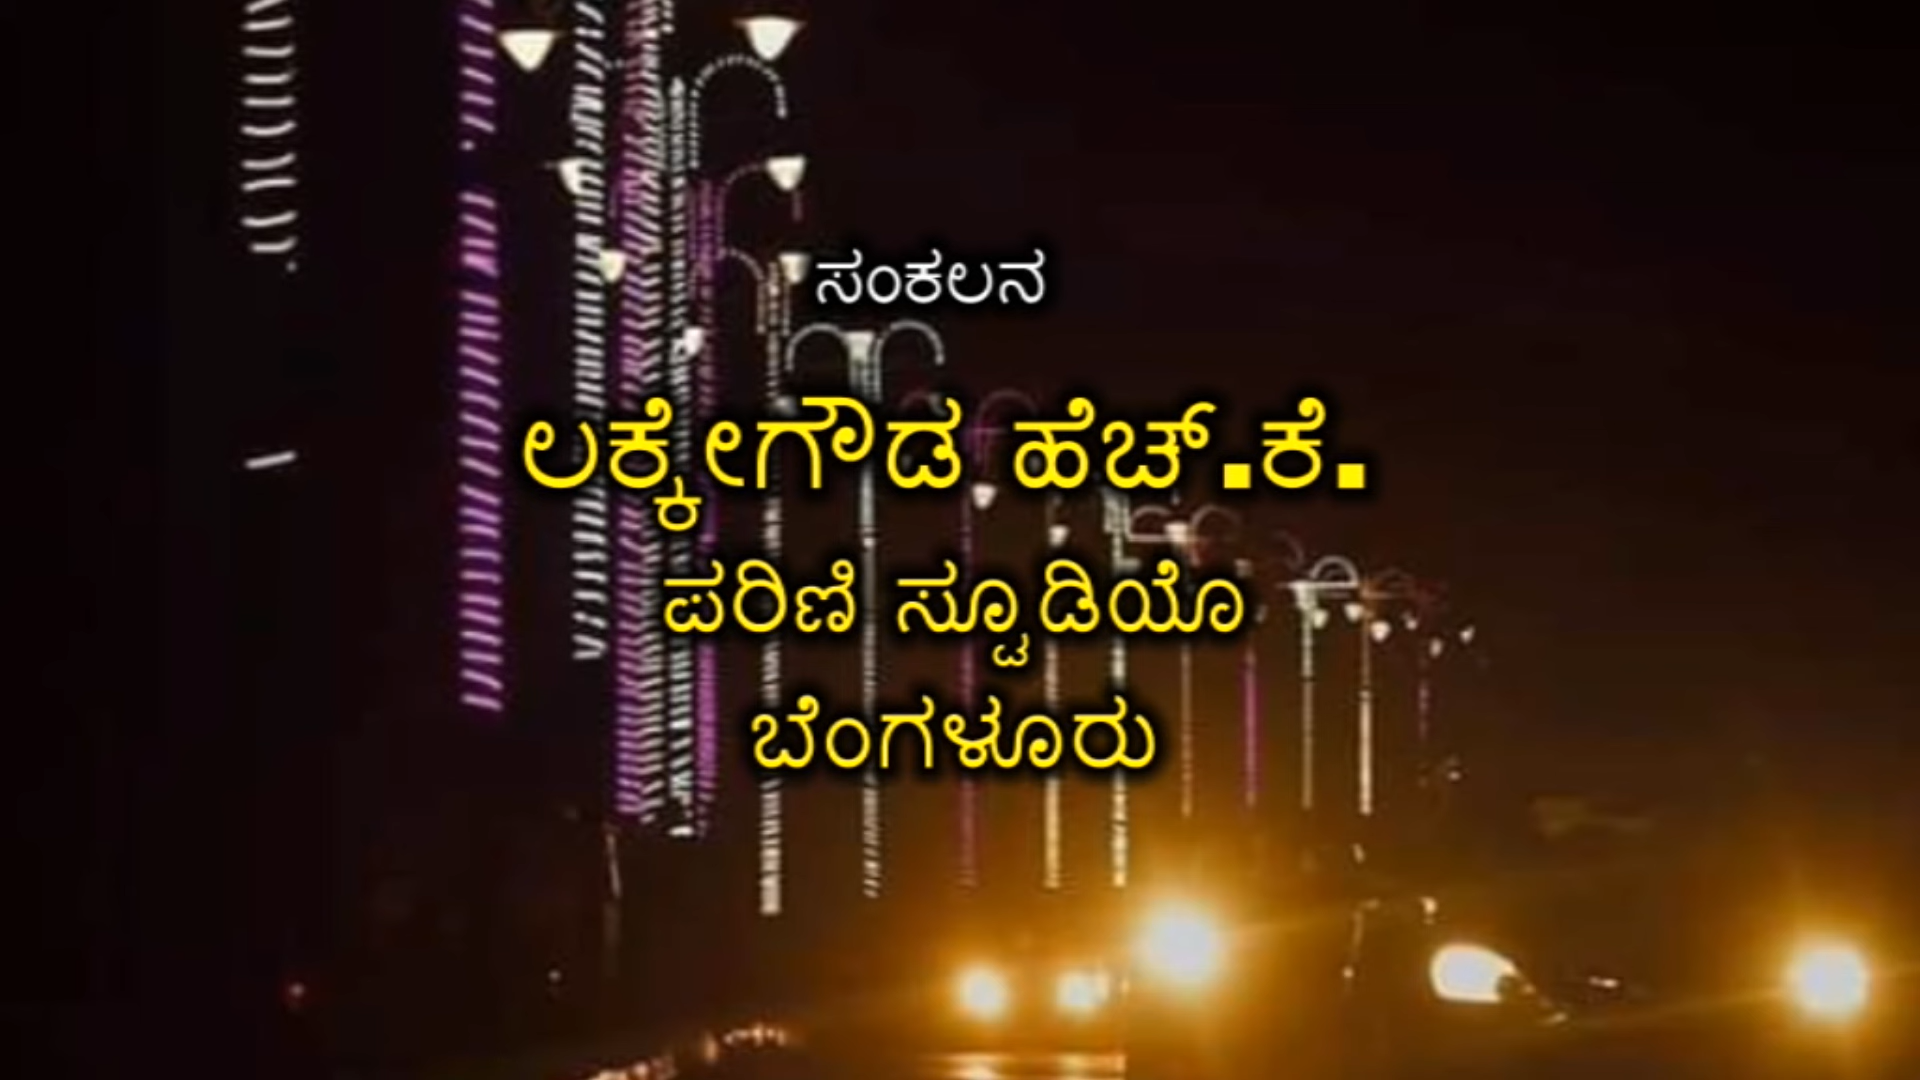 ಸಂಕಲನ
ಲಕ್ಕೇಗೌಡ ಹೆಚ್.ಕೆ.
ಪರಿಣಿ ಸ್ಟೂಡಿಯೊ
ಬೆಂಗಳೂರು